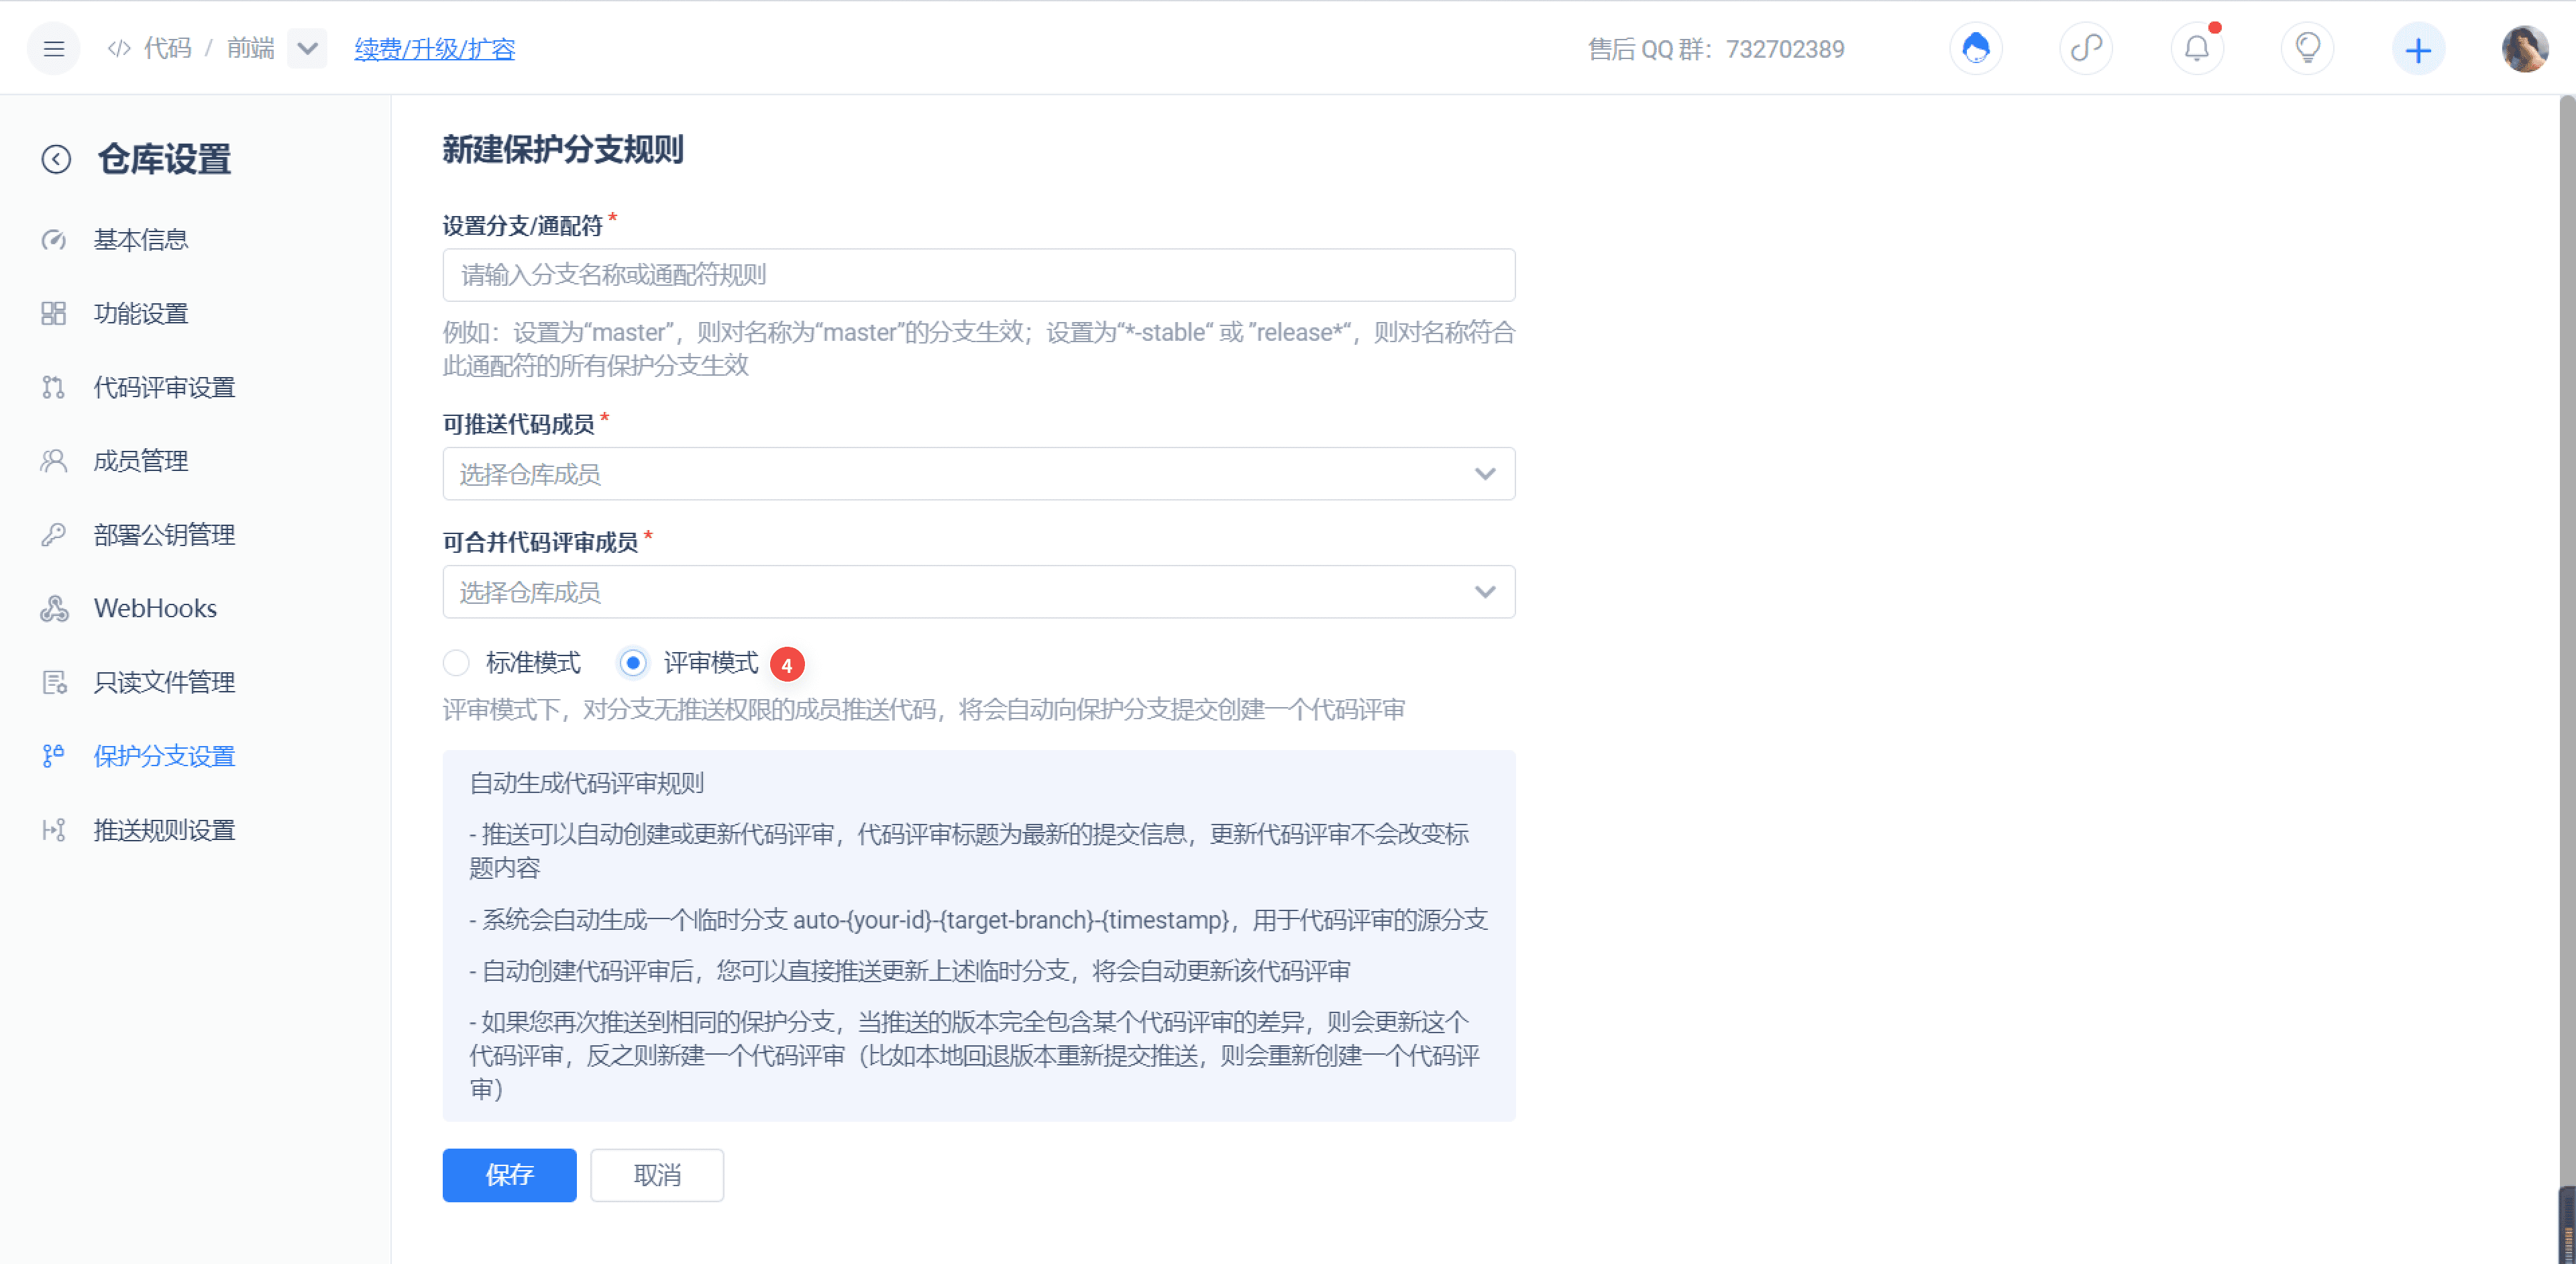 </> 代码 / 前端
续费/升级/扩容
售后 QQ 群：732702389
仓库设置
基本信息
功能设置
代码评审设置
成员管理
部署公钥管理
WebHooks
只读文件管理
保护分支设置
推送规则设置
新建保护分支规则
设置分支/通配符 *
请输入分支名称或通配符规则
例如：设置为“master”，则对名称为“master”的分支生效；设置为“*-stable“ 或 ”release*“，则对名称符合
此通配符的所有保护分支生效
可推送代码成员 *
选择仓库成员
可合并代码评审成员 *
选择仓库成员
标准模式 评审模式 4
评审模式下，对分支无推送权限的成员推送代码，将会自动向保护分支提交创建一个代码评审
自动生成代码评审规则
- 推送可以自动创建或更新代码评审，代码评审标题为最新的提交信息，更新代码评审不会改变标
题内容
- 系统会自动生成一个临时分支 auto-{your-id}-{target-branch}-{timestamp}，用于代码评审的源分支
- 自动创建代码评审后，您可以直接推送更新上述临时分支，将会自动更新该代码评审
- 如果您再次推送到相同的保护分支，当推送的版本完全包含某个代码评审的差异，则会更新这个
代码评审，反之则新建一个代码评审（比如本地回退版本重新提交推送，则会重新创建一个代码评
审）
保存 取消